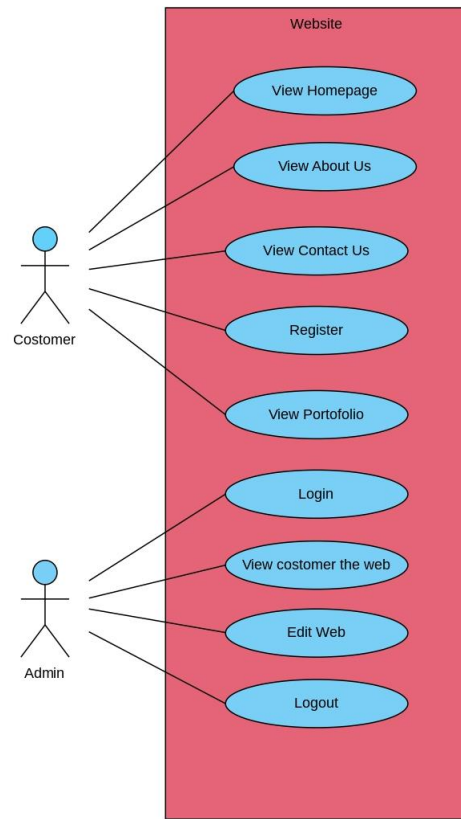 Website
View Homepage
View About Us
View Contact Us
Register
View Portofolio
Costomer
Login
View costomer the web
Edit Web
Logout
Admin